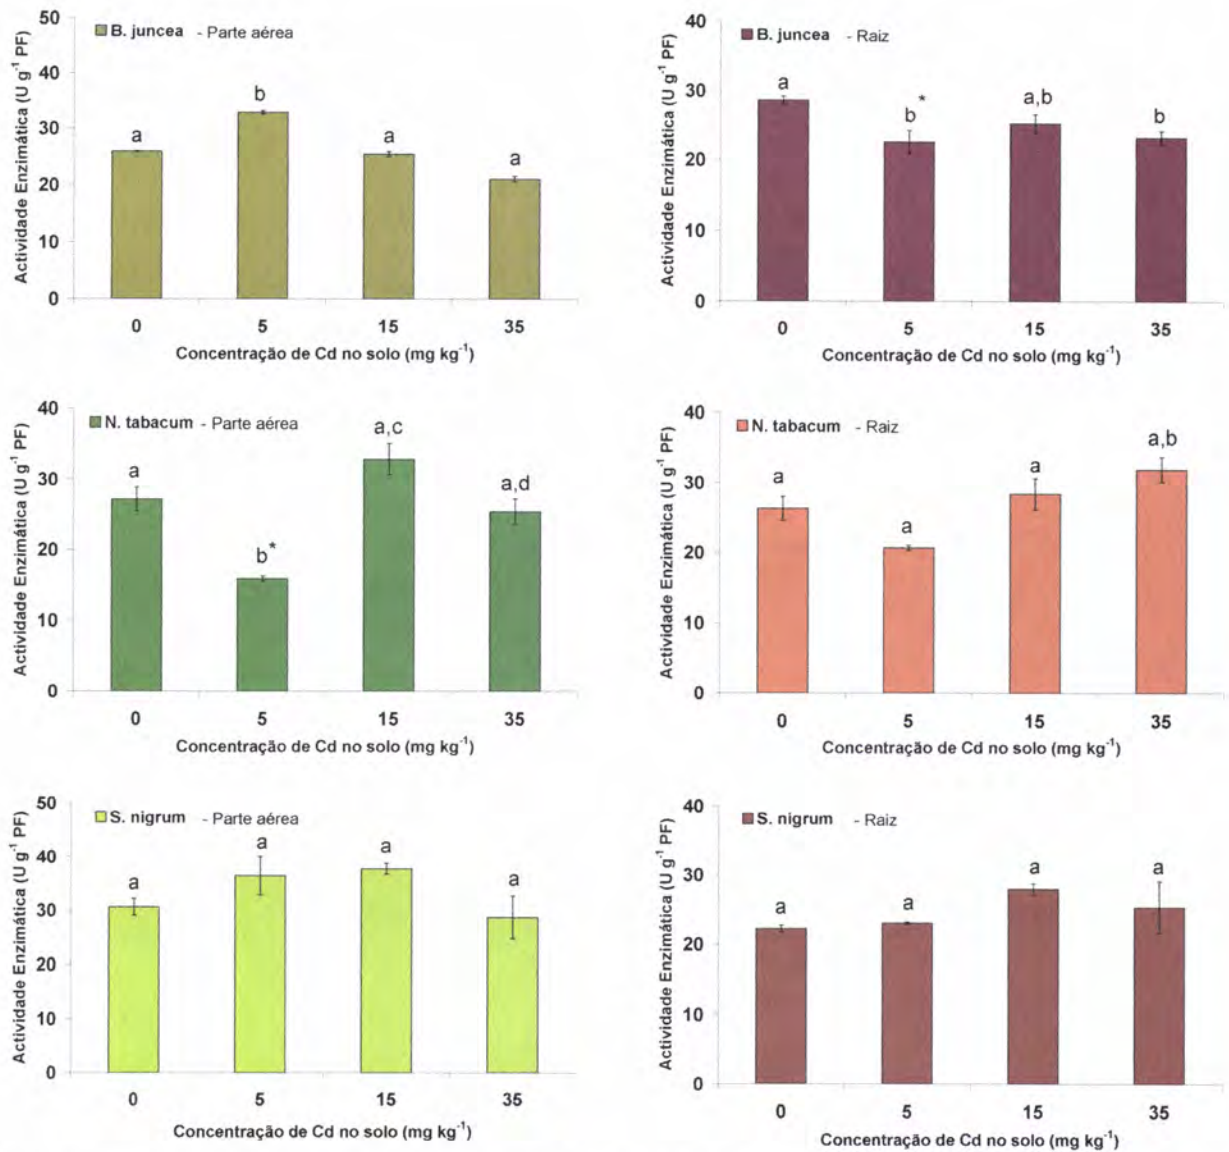 B. juncea - Parte aérea
Actividade Enzimática (U g⁻¹ PF)
50
40
30
20
10
0
a
b
a
a
0 5 15 35
Concentração de Cd no solo (mg kg⁻¹)
B. juncea - Raiz
Actividade Enzimática (U g⁻¹ PF)
40
30
20
10
0
a
b*
a,b
b
0 5 15 35
Concentração de Cd no solo (mg kg⁻¹)
N. tabacum - Parte aérea
Actividade Enzimática (U g⁻¹ PF)
40
30
20
10
0
a
b*
a,c
a,d
0 5 15 35
Concentração de Cd no solo (mg kg⁻¹)
N. tabacum - Raiz
Actividade Enzimática (U g⁻¹ PF)
40
30
20
10
0
a
a
a
a,b
0 5 15 35
Concentração de Cd no solo (mg kg⁻¹)
S. nigrum - Parte aérea
Actividade Enzimática (U g⁻¹ PF)
50
40
30
20
10
0
a
a
a
a
0 5 15 35
Concentração de Cd no solo (mg kg⁻¹)
S. nigrum - Raiz
Actividade Enzimática (U g⁻¹ PF)
40
30
20
10
0
a
a
a
a
0 5 15 35
Concentração de Cd no solo (mg kg⁻¹)